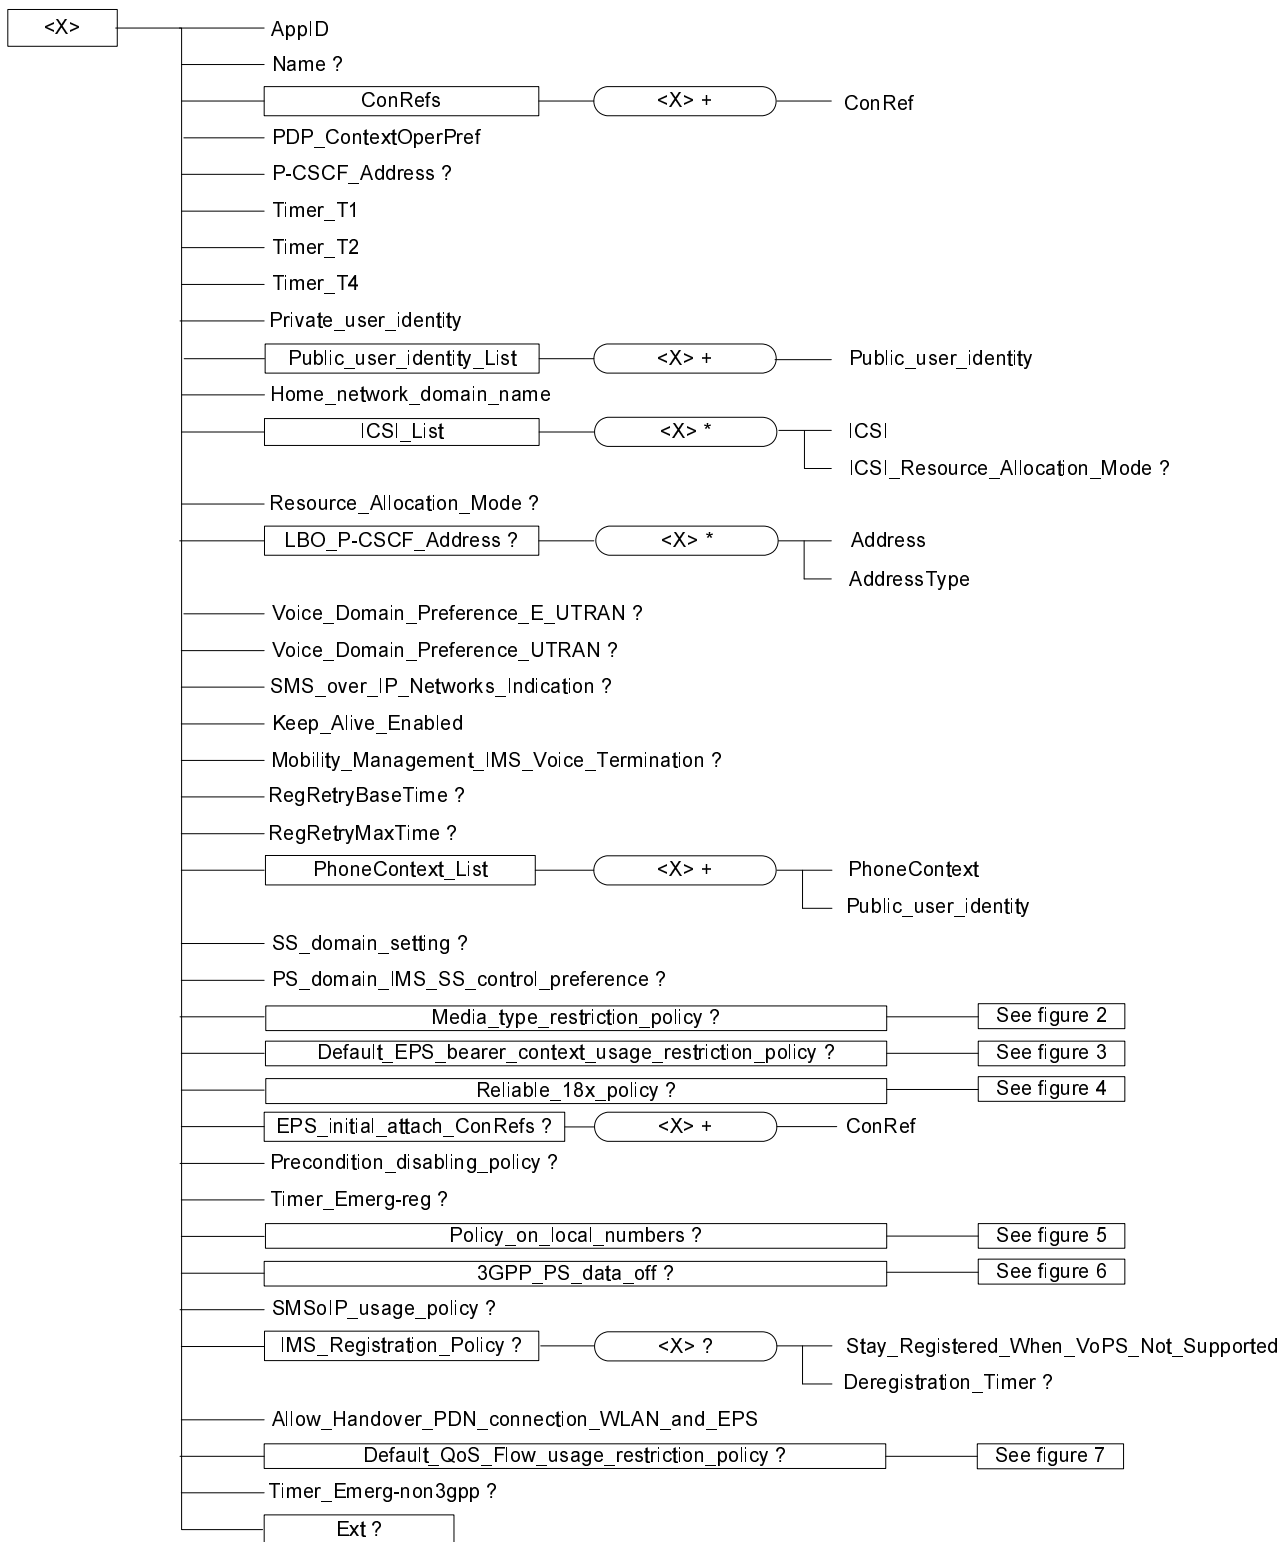 <X>
AppID
Name ?
ConRefs <X> + ConRef
PDP_ContextOperPref
P-CSCF_Address ?
Timer_T1
Timer_T2
Timer_T4
Private_user_identity
Public_user_identity_List <X> + Public_user_identity
Home_network_domain_name
ICSI_List <X> * ICSI
ICSI_Resource_Allocation_Mode ?
Resource_Allocation_Mode ?
LBO_P-CSCF_Address ? <X> * Address
AddressType
Voice_Domain_Preference_E_UTRAN ?
Voice_Domain_Preference_UTRAN ?
SMS_over_IP_Networks_Indication ?
Keep_Alive_Enabled
Mobility_Management_IMS_Voice_Termination ?
RegRetryBaseTime ?
RegRetryMaxTime ?
PhoneContext_List <X> + PhoneContext
Public_user_identity
SS_domain_setting ?
PS_domain_IMS_SS_control_preference ?
Media_type_restriction_policy ? See figure 2
Default_EPS_bearer_context_usage_restriction_policy ? See figure 3
Reliable_18x_policy ? See figure 4
EPS_initial_attach_ConRefs ? <X> + ConRef
Precondition_disabling_policy ?
Timer_Emerg-reg ?
Policy_on_local_numbers ? See figure 5
3GPP_PS_data_off ? See figure 6
SMSoIP_usage_policy ?
IMS_Registration_Policy ? <X> ? Stay_Registered_When_VoPS_Not_Supported
Deregistration_Timer ?
Allow_Handover_PDN_connection_WLAN_and_EPS
Default_QoS_Flow_usage_restriction_policy ? See figure 7
Timer_Emerg-non3gpp ?
Ext ?